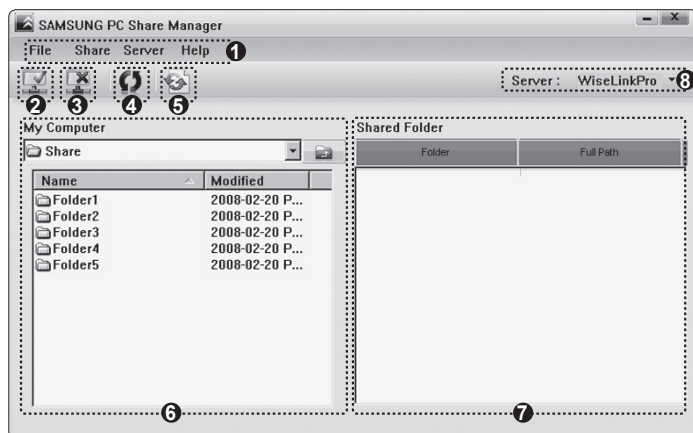 SAMSUNG PC Share Manager
File Share Server Help 1
2 3 4 5
Server : WiseLinkPro 8
My Computer
Share
Name Modified
Folder1 2008-02-20 P...
Folder2 2008-02-20 P...
Folder3 2008-02-20 P...
Folder4 2008-02-20 P...
Folder5 2008-02-20 P...
6
Shared Folder
Folder Full Path
7